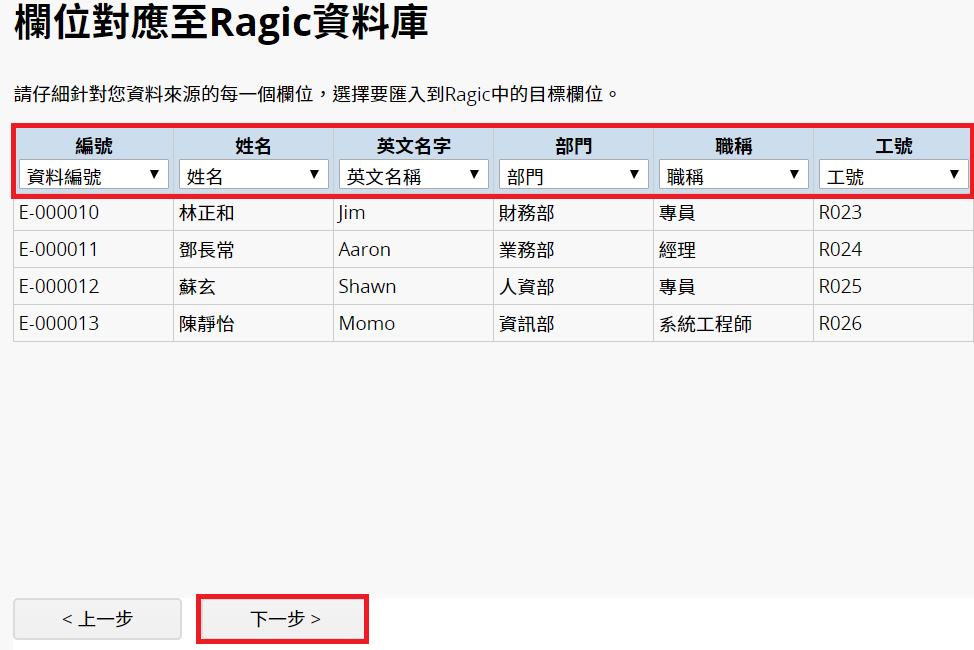 欄位對應至Ragic資料庫
請仔細針對您資料來源的每一個欄位，選擇要匯入到Ragic中的目標欄位。
編號 姓名 英文名字 部門 職稱 工號
資料編號 ▼ 姓名 ▼ 英文名稱 ▼ 部門 ▼ 職稱 ▼ 工號 ▼
E-000010 林正和 Jim 財務部 專員 R023
E-000011 鄧長常 Aaron 業務部 經理 R024
E-000012 蘇玄 Shawn 人資部 專員 R025
E-000013 陳靜怡 Momo 資訊部 系統工程師 R026
< 上一步 下一步 >